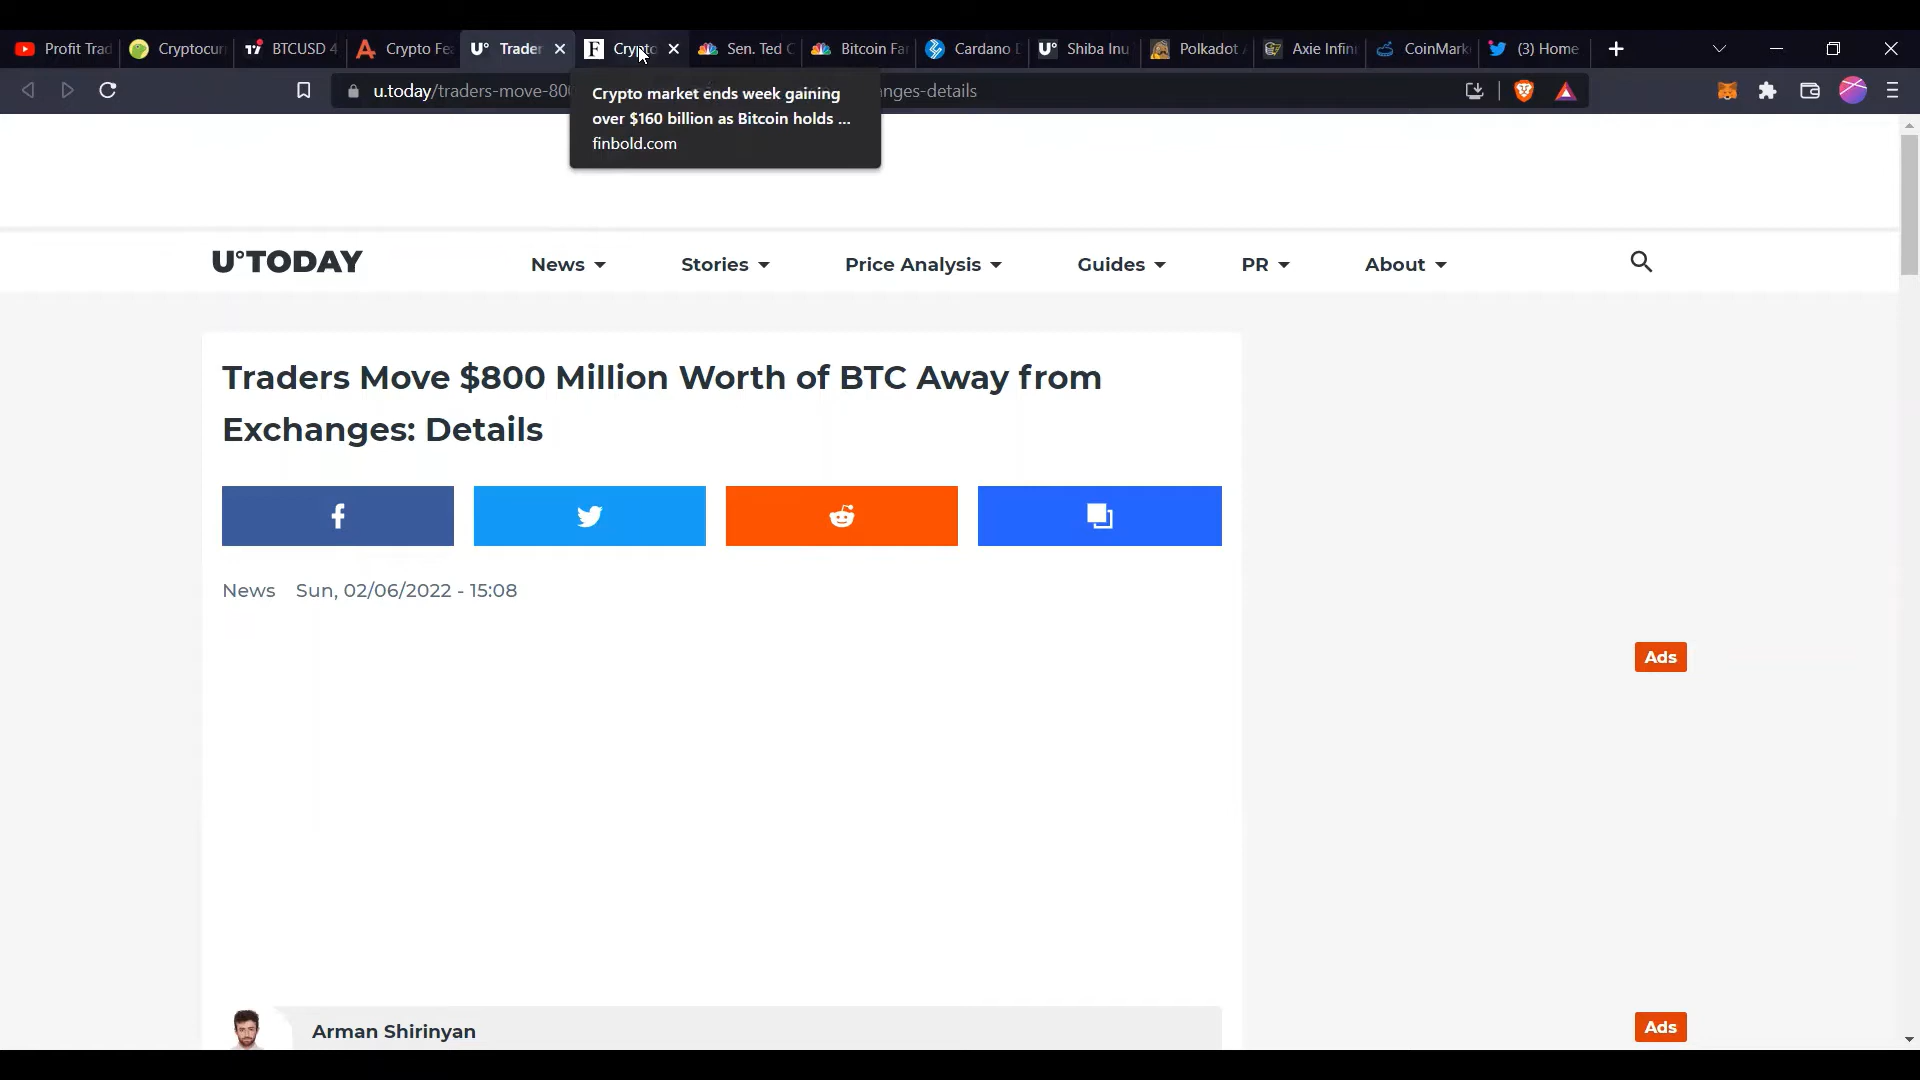 Profit Trad
Cryptocur
BTCUSD 4
Crypto Fe
U° Trader
F Crypto
Sen. Ted C
Bitcoin Fa
Cardano
U° Shiba Inu
Polkadot
Axie Infin
CoinMark
(3) Home
u.today/traders-move-800
nges-details
Crypto market ends week gaining
over $160 billion as Bitcoin holds ...
finbold.com
U°TODAY
News
Stories
Price Analysis
Guides
PR
About
Traders Move $800 Million Worth of BTC Away from
Exchanges: Details
News Sun, 02/06/2022 - 15:08
Ads
Arman Shirinyan
Ads